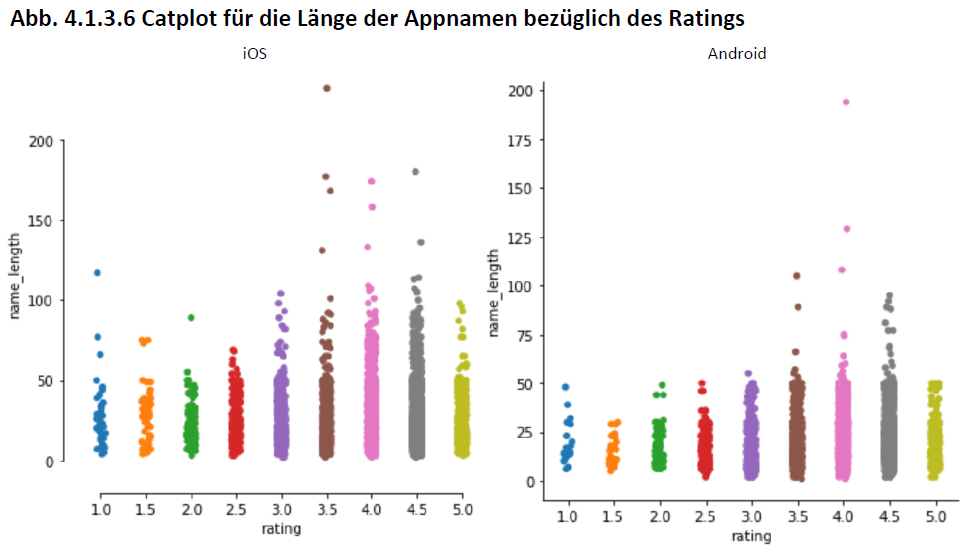 Abb. 4.1.3.6 Catplot für die Länge der Appnamen bezüglich des Ratings
iOS
200
150
100
50
0
name_length
1.0 1.5 2.0 2.5 3.0 3.5 4.0 4.5 5.0
rating
Android
200
175
150
125
100
75
50
25
0
name_length
1.0 1.5 2.0 2.5 3.0 3.5 4.0 4.5 5.0
rating